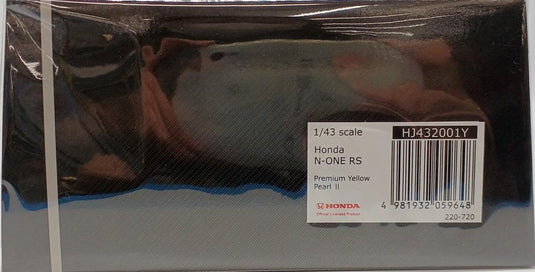 1/43 scale
HJ432001Y
Honda
N-ONE RS
Premium Yellow
Pearl II
HONDA
Official Licensed Product
4 981932 059648
220-720